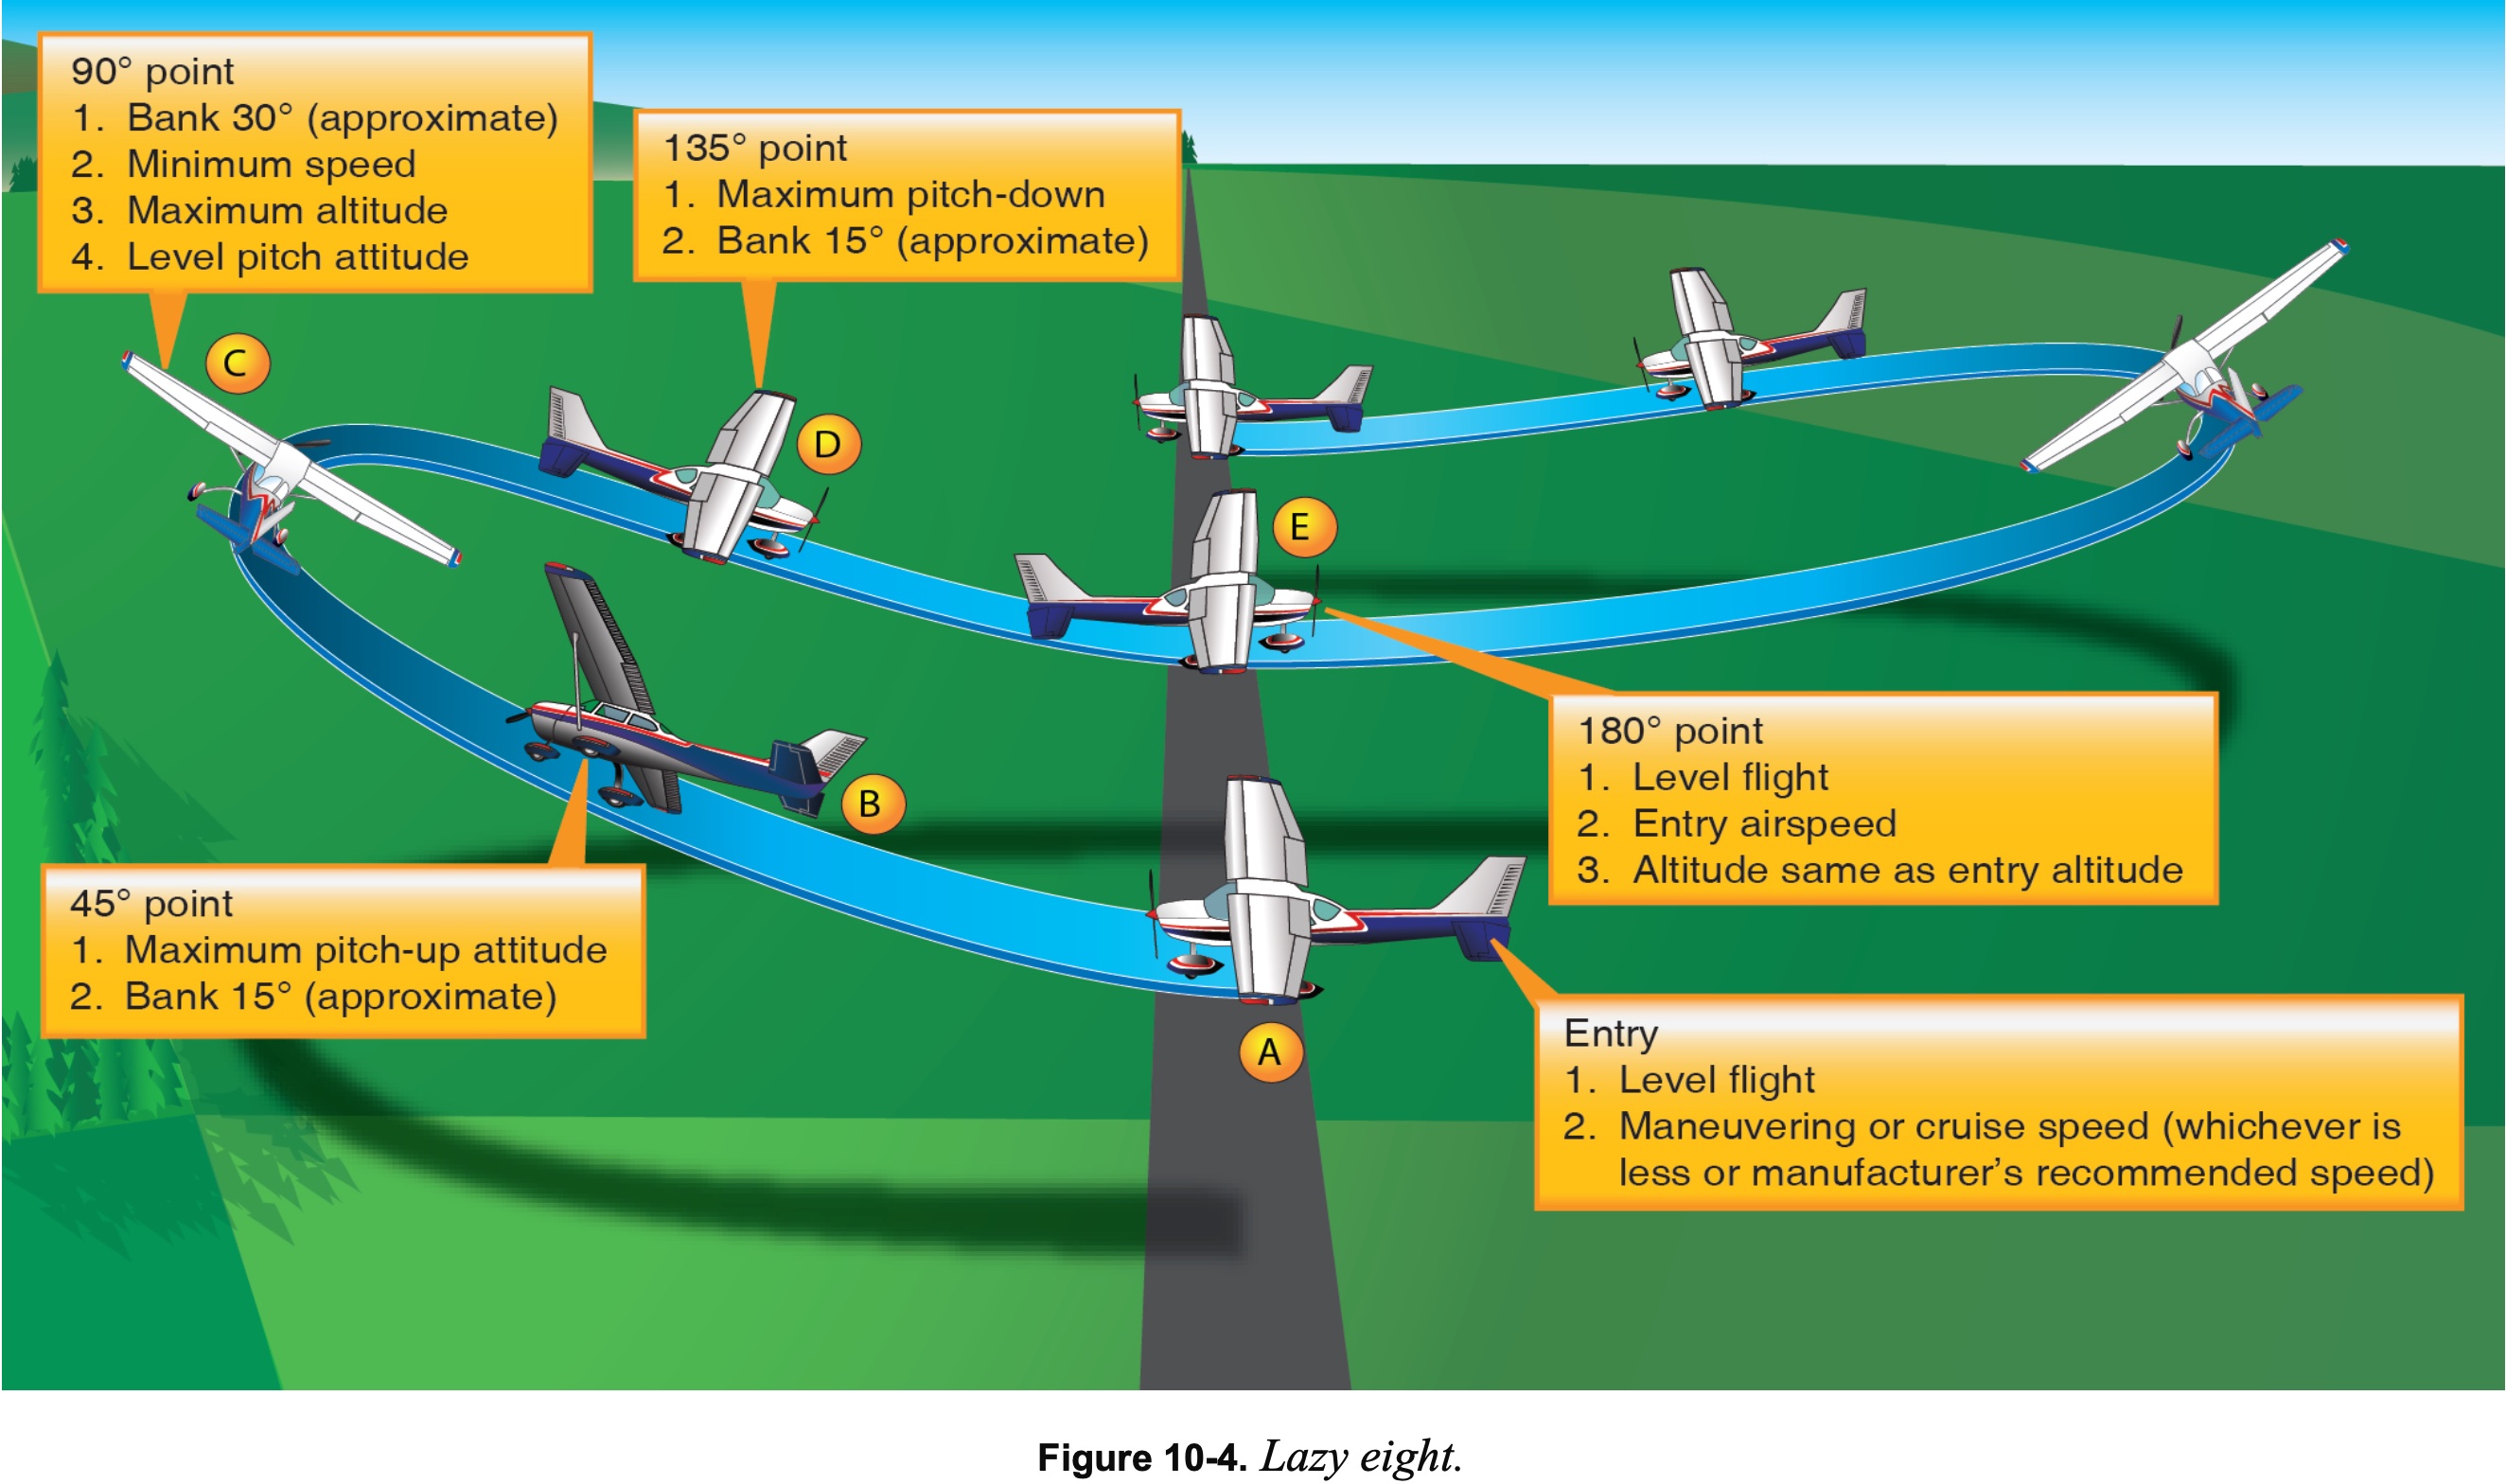 90° point
1. Bank 30° (approximate)
2. Minimum speed
3. Maximum altitude
4. Level pitch attitude
135° point
1. Maximum pitch-down
2. Bank 15° (approximate)
C
D
E
180° point
1. Level flight
2. Entry airspeed
3. Altitude same as entry altitude
B
45° point
1. Maximum pitch-up attitude
2. Bank 15° (approximate)
A
Entry
1. Level flight
2. Maneuvering or cruise speed (whichever is
less or manufacturer’s recommended speed)
Figure 10-4. Lazy eight.